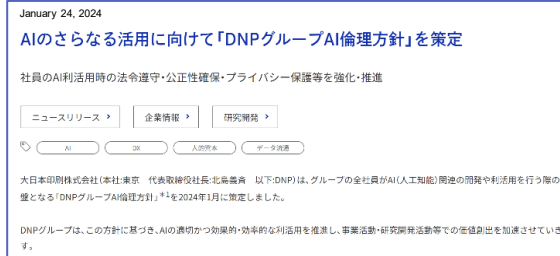 January 24, 2024
AIのさらなる活用に向けて「DNPグループAI倫理方針」を策定
社員のAI利活用時の法令遵守・公正性確保・プライバシー保護等を強化・推進
ニュースリリース > 企業情報 > 研究開発 >
AI DX 人的資本 データ流通
大日本印刷株式会社(本社:東京 代表取締役社長:北島義斉 以下:DNP)は、グループの全社員がAI(人工知能)関連の開発や利活用を行う際の
盤となる「DNPグループAI倫理方針」*1を2024年1月に策定しました。
DNPグループは、この方針に基づき、AIの適切かつ効果的・効率的な利活用を推進し、事業活動・研究開発活動等での価値創出を加速させていき
す。